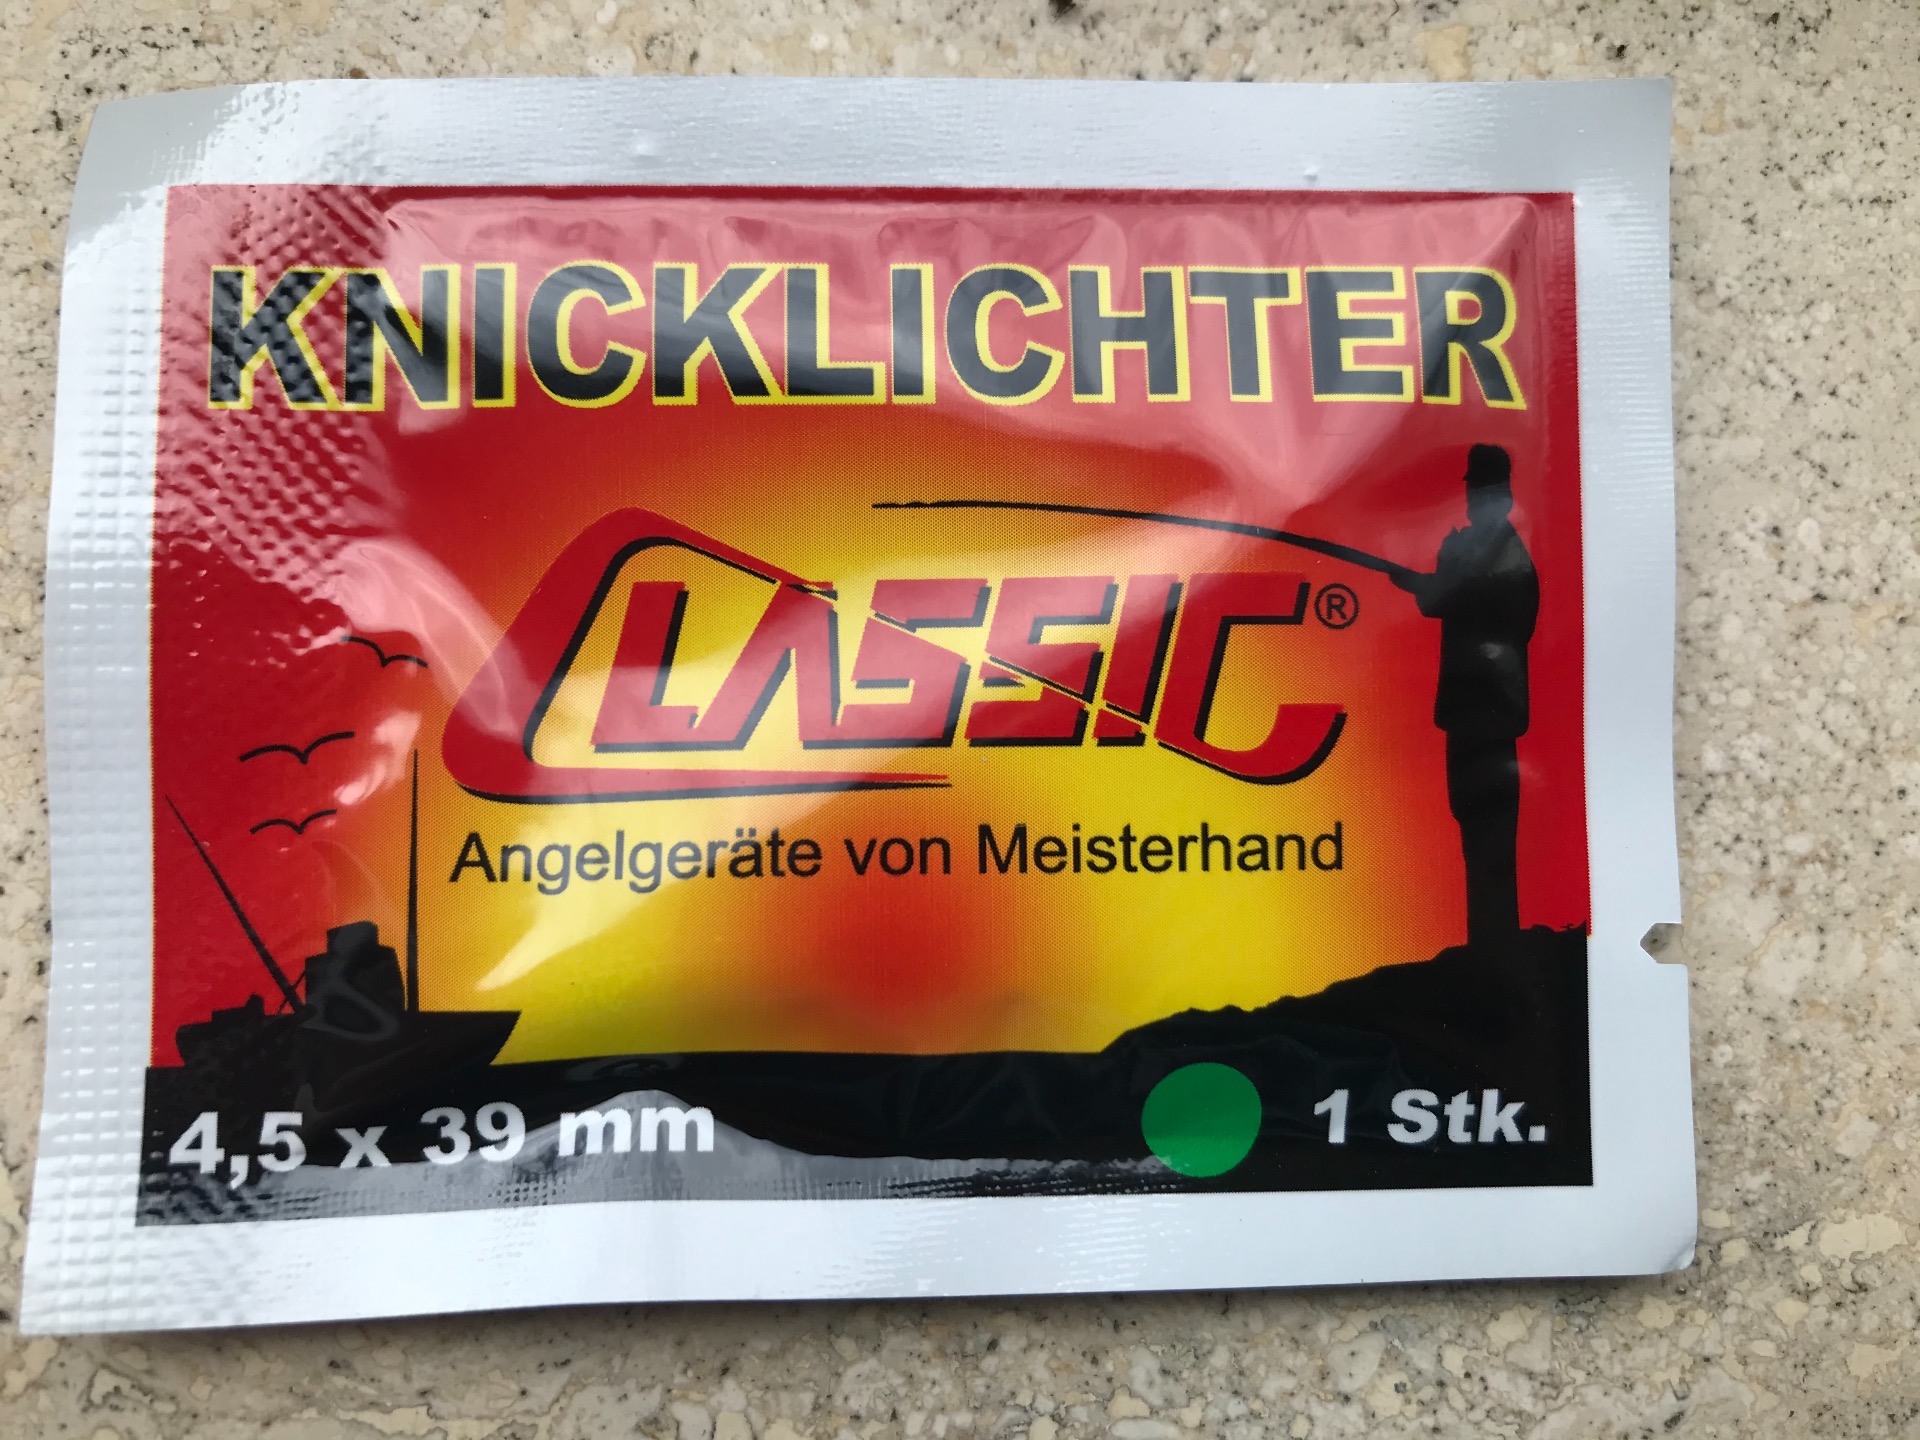 KNICKLICHTER
CLASSIC®
Angelgeräte von Meisterhand
4,5 x 39 mm
1 Stk.